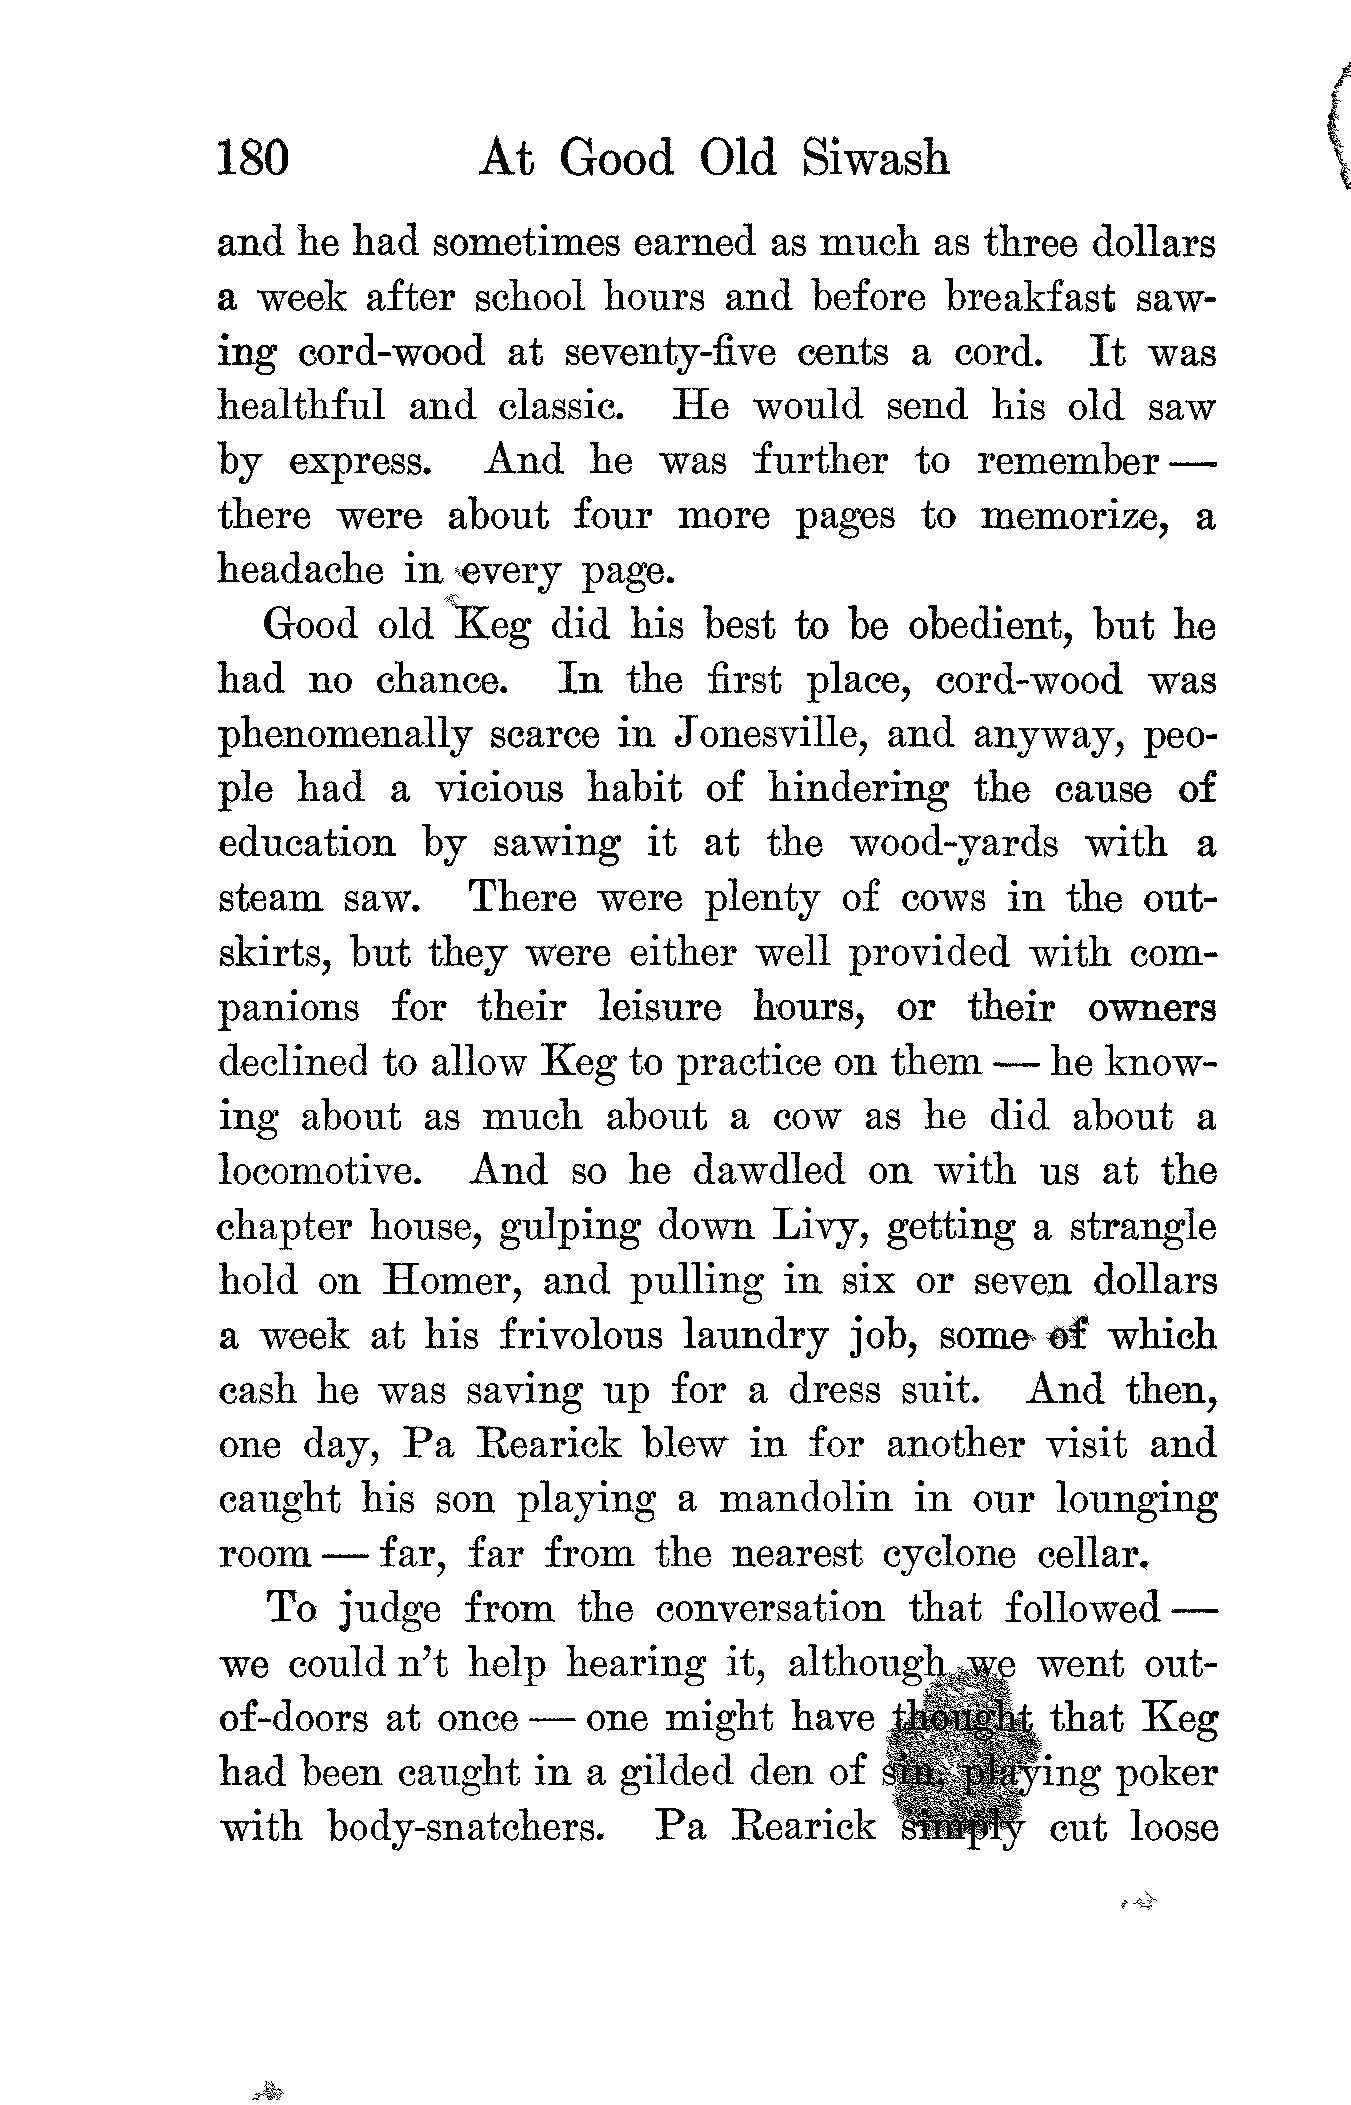 180 At Good Old Siwash
and he had sometimes earned as much as three dollars
a week after school hours and before breakfast saw-
ing cord-wood at seventy-five cents a cord. It was
healthful and classic. He would send his old saw
by express. And he was further to remember —
there were about four more pages to memorize, a
headache in every page.
Good old Keg did his best to be obedient, but he
had no chance. In the first place, cord-wood was
phenomenally scarce in Jonesville, and anyway, peo-
ple had a vicious habit of hindering the cause of
education by sawing it at the wood-yards with a
steam saw. There were plenty of cows in the out-
skirts, but they were either well provided with com-
panions for their leisure hours, or their owners
declined to allow Keg to practice on them — he know-
ing about as much about a cow as he did about a
locomotive. And so he dawdled on with us at the
chapter house, gulping down Livy, getting a strangle
hold on Homer, and pulling in six or seven dollars
a week at his frivolous laundry job, some of which
cash he was saving up for a dress suit. And then,
one day, Pa Rearick blew in for another visit and
caught his son playing a mandolin in our lounging
room — far, far from the nearest cyclone cellar.
To judge from the conversation that followed —
we could n't help hearing it, although we went out-
of-doors at once — one might have thought that Keg
had been caught in a gilded den of sin, playing poker
with body-snatchers. Pa Rearick simply cut loose